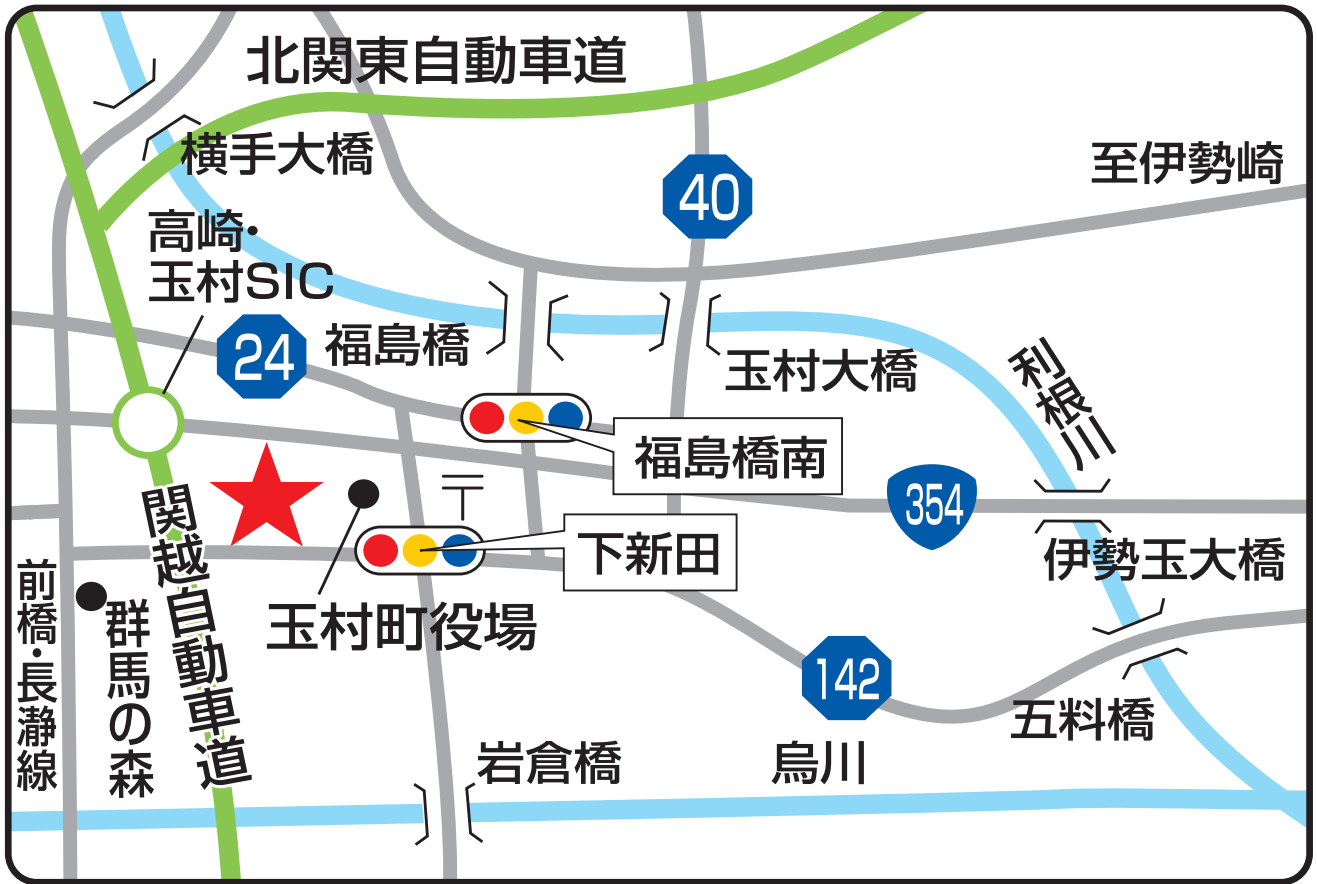 北関東自動車道
横手大橋
40
至伊勢崎
高崎・
玉村SIC
24
福島橋
玉村大橋
利根川
福島橋南
354
〒
下新田
伊勢玉大橋
関越自動車道
玉村町役場
前橋・長瀞線
群馬の森
142
五料橋
岩倉橋
烏川